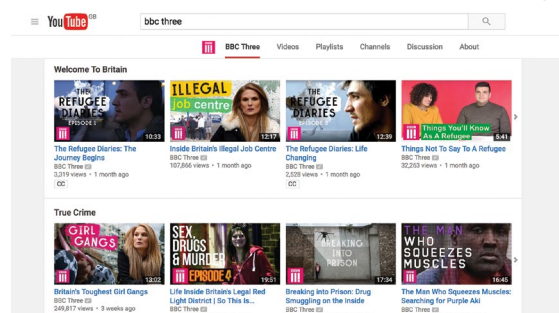 YouTube GB
bbc three
BBC Three Videos Playlists Channels Discussion About
Welcome To Britain
THE REFUGEE DIARIES EPISODE 1
10:33
ILLEGAL job centre
12:17
THE REFUGEE DIARIES
12:39
Things You'll Know As A Refugee
5:41
The Refugee Diaries: The Journey Begins
BBC Three
3,319 views • 1 month ago
CC
Inside Britain's Illegal Job Centre
BBC Three
107,866 views • 1 month ago
The Refugee Diaries: Life Changing
BBC Three
2,528 views • 1 month ago
CC
Things Not To Say To A Refugee
BBC Three
32,263 views • 1 month ago
True Crime
GIRL GANGS
13:02
SEX, DRUGS & MURDER EPISODE 4
19:51
BREAKING INTO PRISON
17:34
THE MAN WHO SQUEEZES MUSCLES
16:45
Britain's Toughest Girl Gangs
BBC Three
249,817 views • 3 weeks ago
Life Inside Britain's Legal Red Light District | So This Is...
BBC Three
Breaking into Prison: Drug Smuggling on the Inside
BBC Three
The Man Who Squeezes Muscles: Searching for Purple Aki
BBC Three